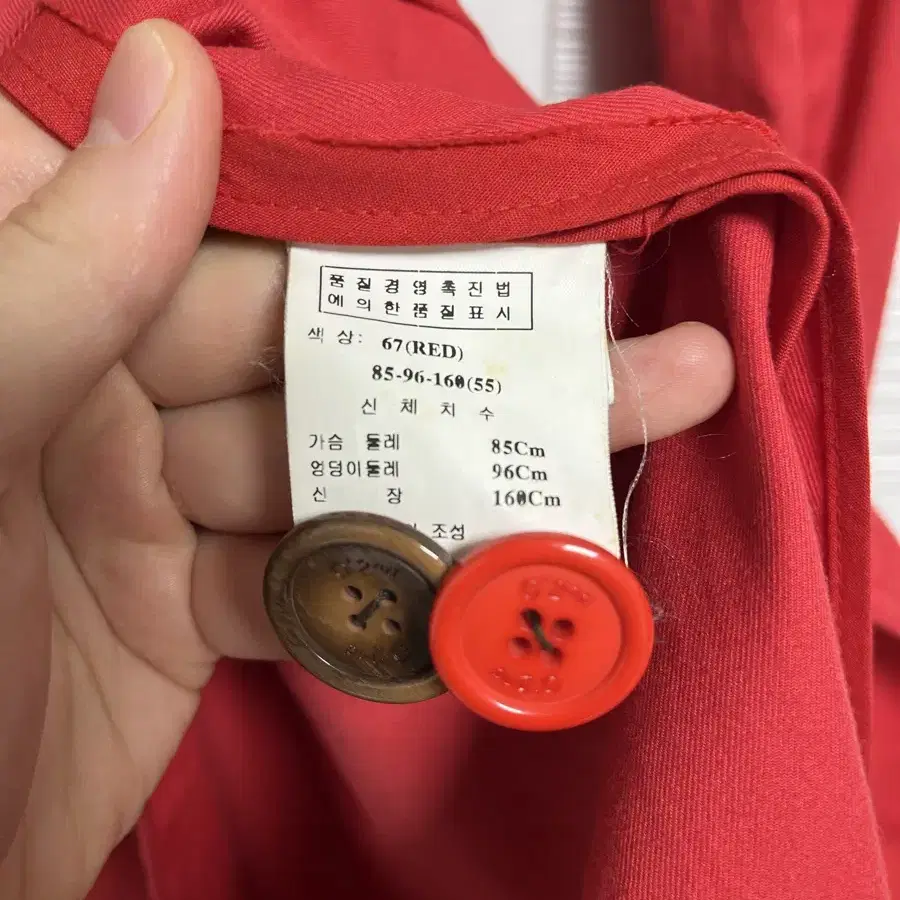 품 질 경 영 촉 진 법
에 의 한 품 질 표 시
색 상: 67(RED)
85-96-160(55)
신 체 치 수
가슴 둘레 85Cm
엉덩이둘레 96Cm
신 장 160Cm
조성